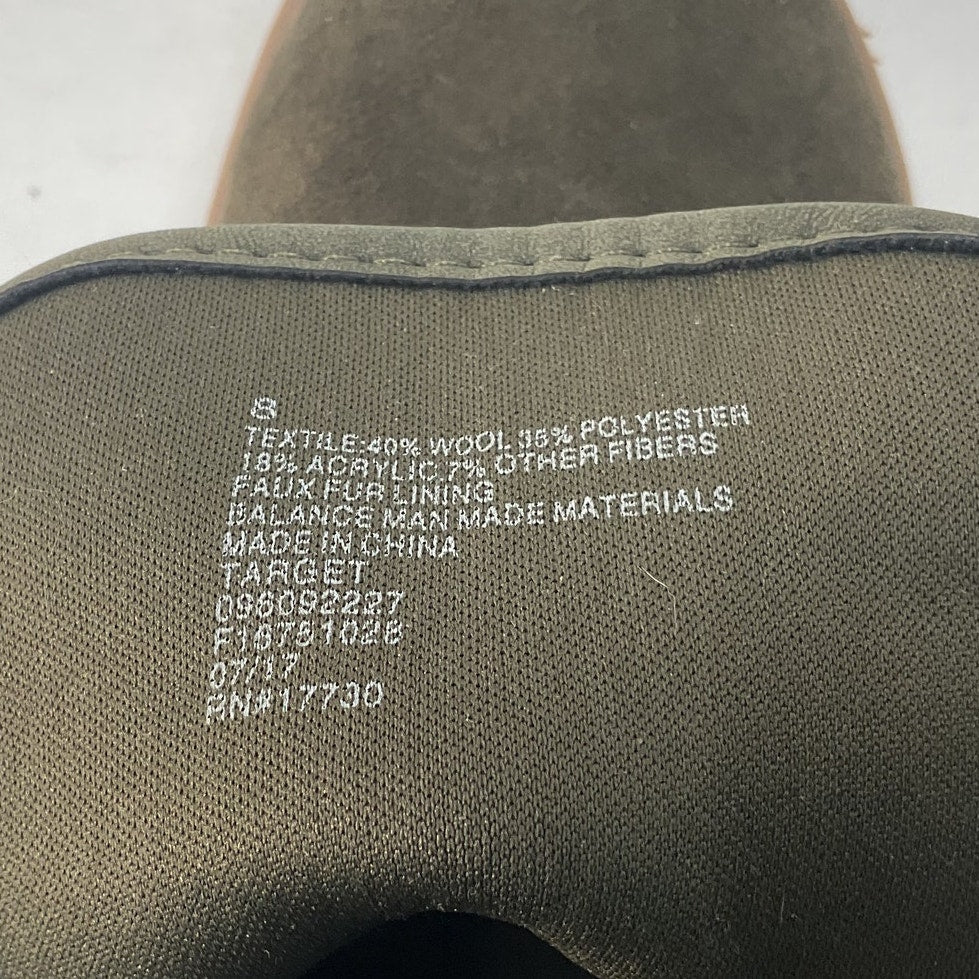 8
TEXTILE:40% WOOL 35% POLYESTER
18% ACRYLIC,7% OTHER FIBERS
FAUX FUR LINING
BALANCE MAN MADE MATERIALS
MADE IN CHINA
TARGET
096092227
07/17
RN#17730